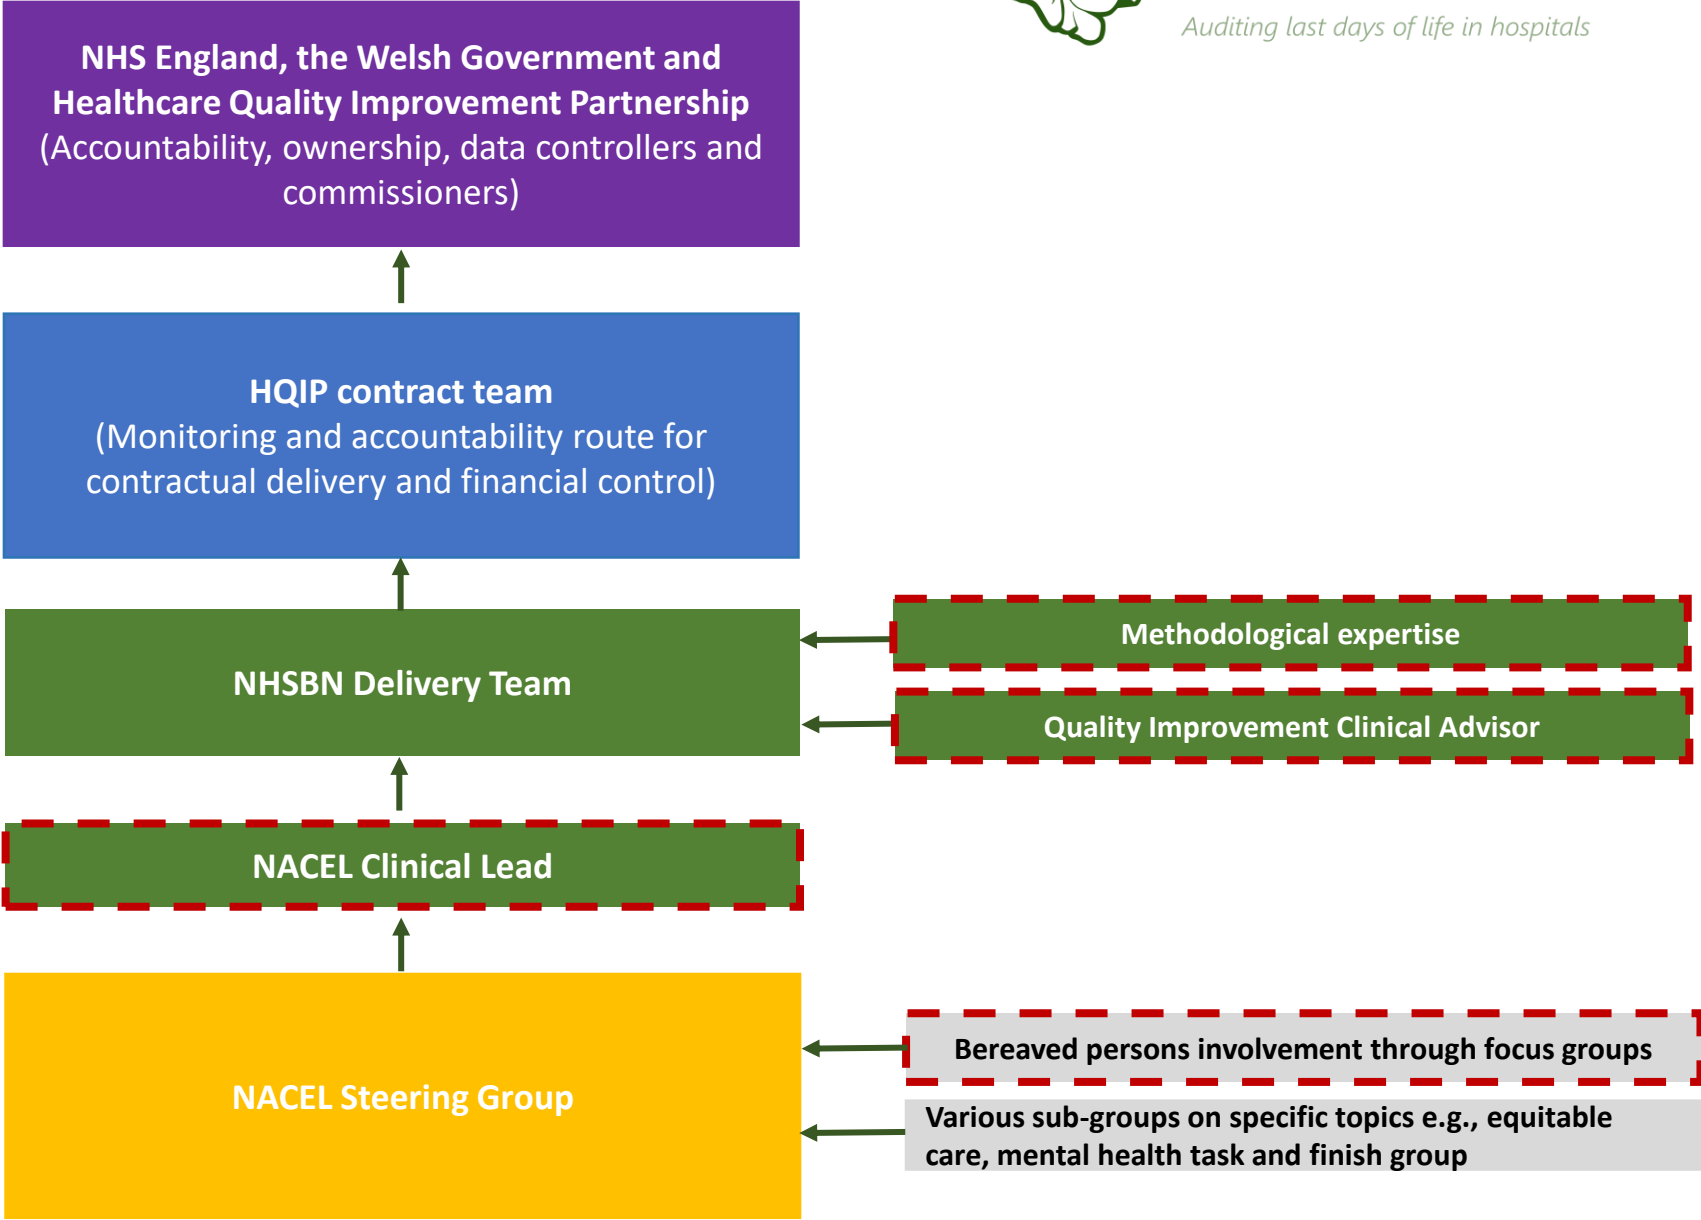 Auditing last days of life in hospitals
NHS England, the Welsh Government and
Healthcare Quality Improvement Partnership
(Accountability, ownership, data controllers and
commissioners)
HQIP contract team
(Monitoring and accountability route for
contractual delivery and financial control)
NHSBN Delivery Team
Methodological expertise
Quality Improvement Clinical Advisor
NACEL Clinical Lead
NACEL Steering Group
Bereaved persons involvement through focus groups
Various sub-groups on specific topics e.g., equitable
care, mental health task and finish group